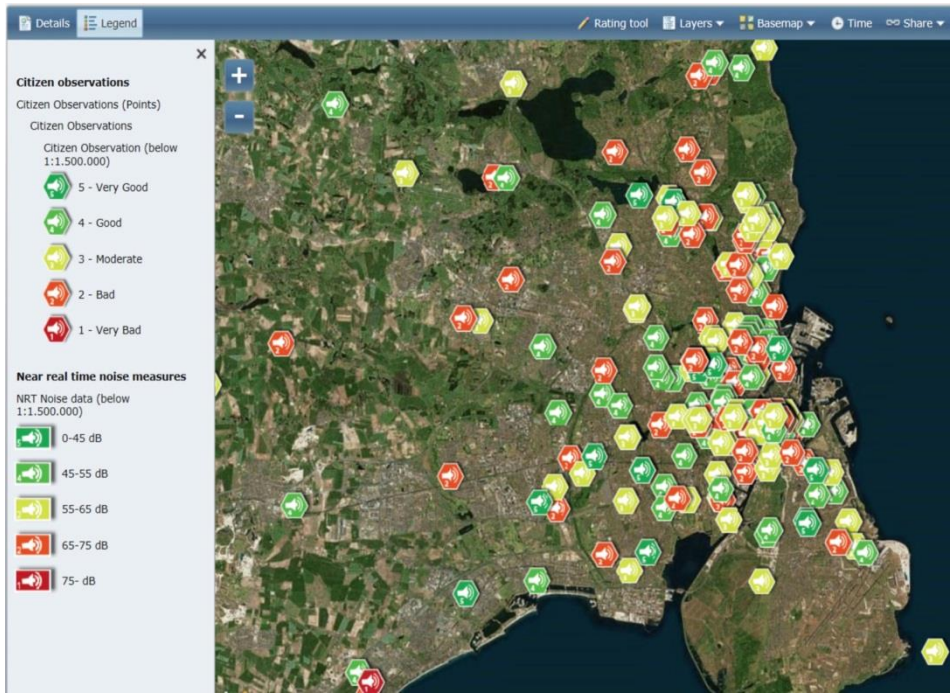 Details Legend Rating tool Layers Basemap Time Share
Citizen observations
Citizen Observations (Points)
Citizen Observations
Citizen Observation (below
1:1.500.000)
5 - Very Good
4 - Good
3 - Moderate
2 - Bad
1 - Very Bad
Near real time noise measures
NRT Noise data (below
1:1.500.000)
0-45 dB
45-55 dB
55-65 dB
65-75 dB
75- dB